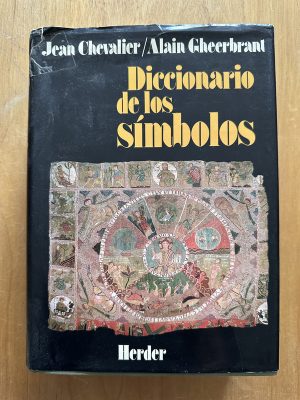 Jean Chevalier/Alain Gheerbrant
Diccionario
de los
símbolos
Herder